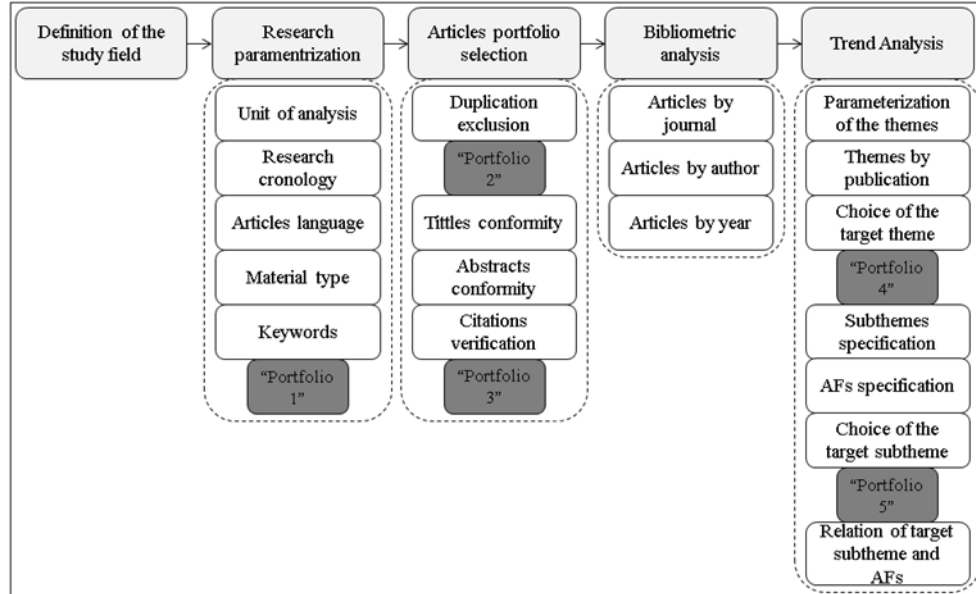 Definition of the
study field
Research
paramentrization
Articles portfolio
selection
Bibliometric
analysis
Trend Analysis
Unit of analysis
Research
cronology
Articles language
Material type
Keywords
“Portfolio
1”
Duplication
exclusion
“Portfolio
2”
Tittles conformity
Abstracts
conformity
Citations
verification
“Portfolio
3”
Articles by
journal
Articles by author
Articles by year
Parameterization
of the themes
Themes by
publication
Choice of the
target theme
“Portfolio
4”
Subthemes
specification
AFs specification
Choice of the
target subtheme
“Portfolio
5”
Relation of target
subtheme and
AFs